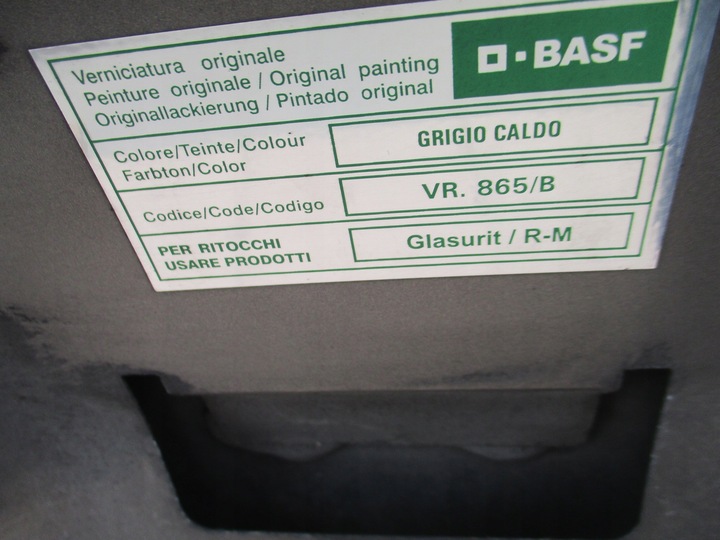 Verniciatura originale
Peinture originale / Original painting
Originallackierung / Pintado original
BASF
Colore/Teinte/Colour
Farbton/Color
GRIGIO CALDO
Codice/Code/Codigo
VR. 865/B
PER RITOCCHI
USARE PRODOTTI
Glasurit / R-M